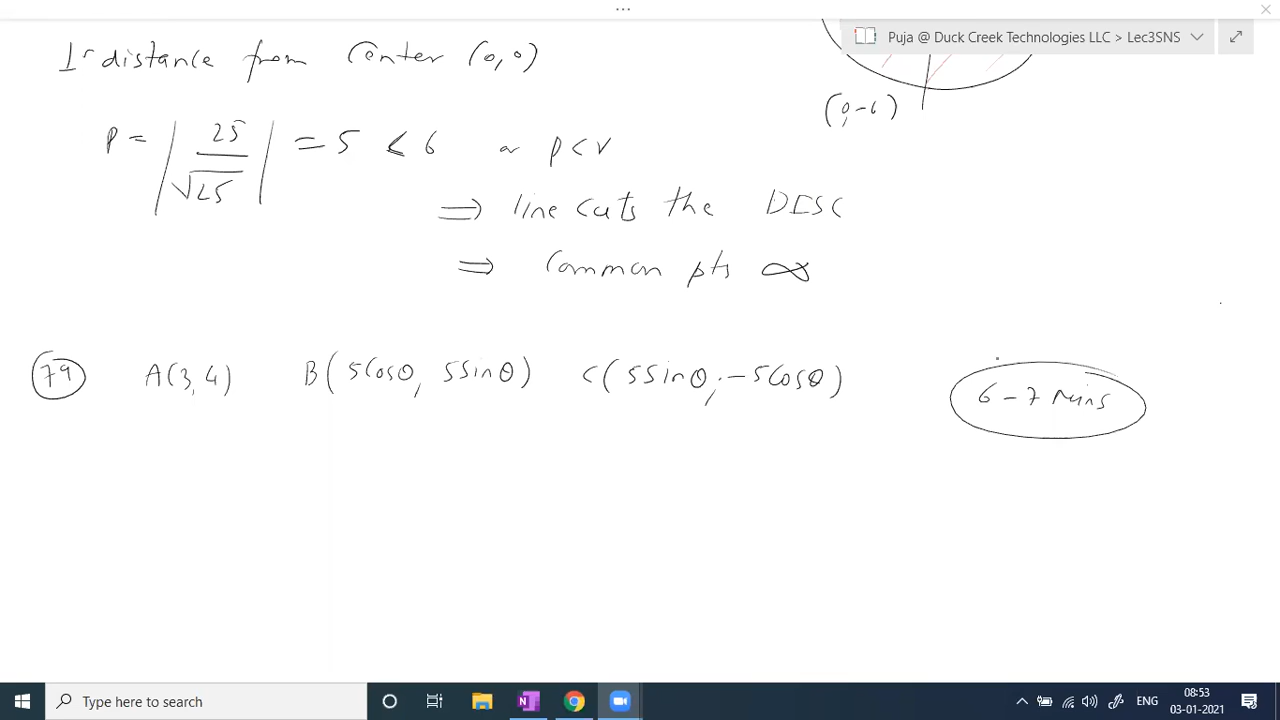 ...
Puja @ Duck Creek Technologies LLC > Lec3SNS
⊥r distance from Center (0,0)
(0,-6)
P = |25/√25| = 5 < 6 or p<r
⇒ line cuts the DISC
⇒ Common pts ∞
79 A(3,4) B(5Cosθ, 5Sinθ) C(5Sinθ, -5Cosθ) 6-7 Mins
Type here to search
ENG
08:53
03-01-2021